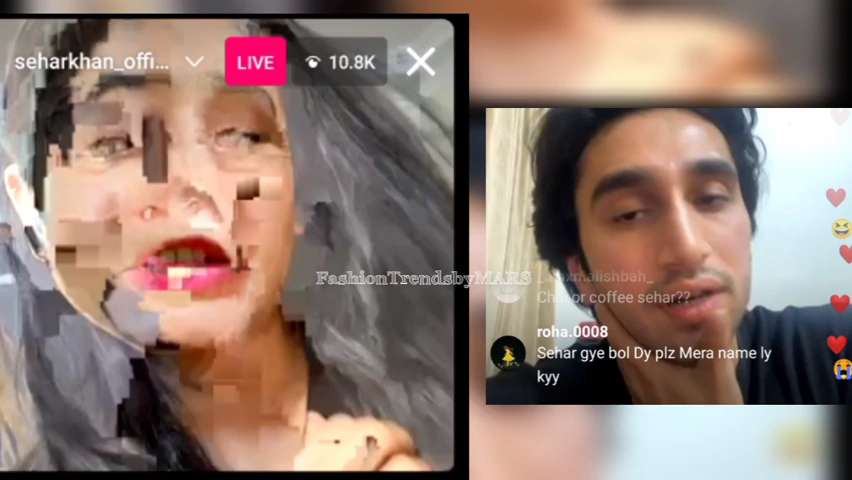 seharkhan_offi...
LIVE
10.8K
FashionTrendsbyMARS
Chai or coffee sehar??
roha.0008
Sehar gye bol Dy plz Mera name ly
kyy